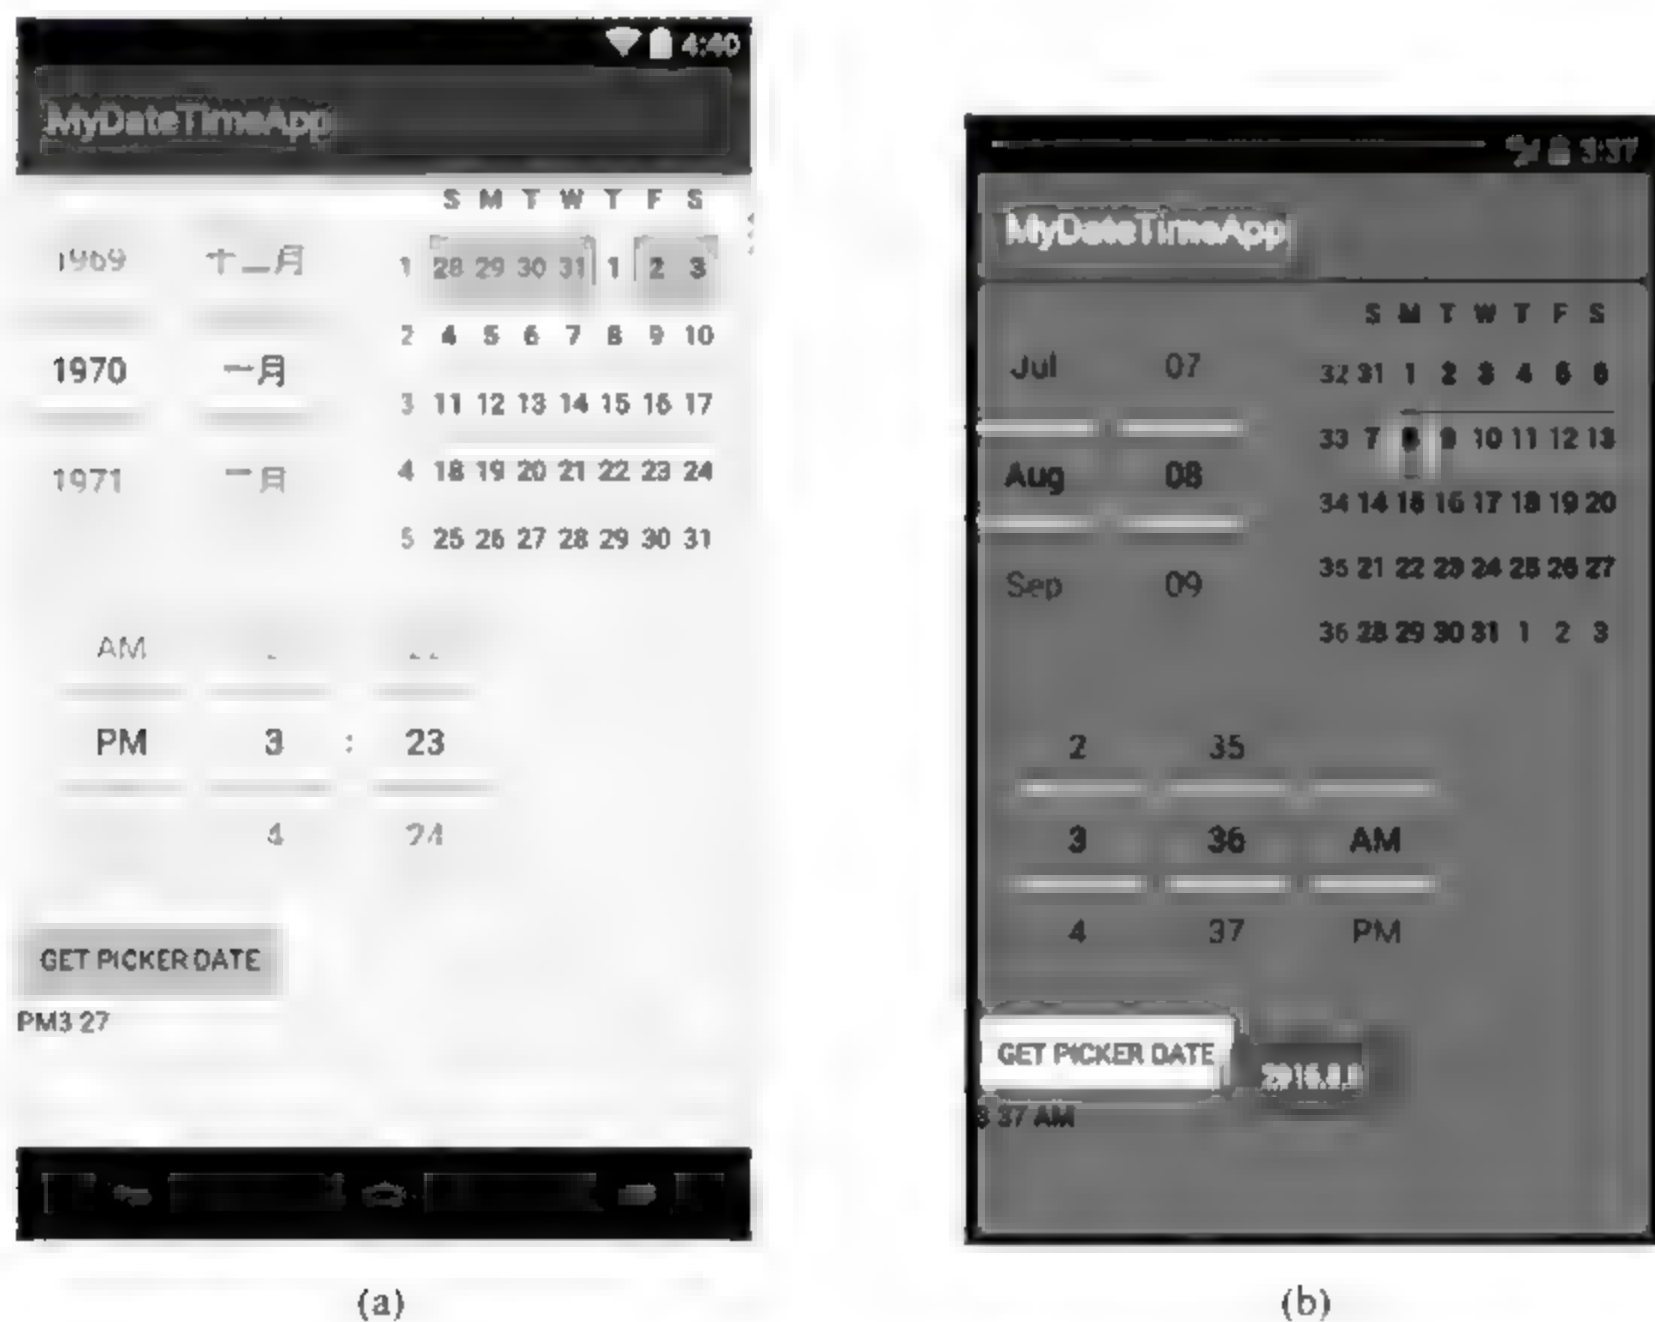 4:40
MyDateTimeApp
S M T W T F S
1969 十二月
1 28 29 30 31 1 2 3
2 4 5 6 7 8 9 10
1970 一月
3 11 12 13 14 15 16 17
1971 二月
4 18 19 20 21 22 23 24
5 25 26 27 28 29 30 31
AM
PM 3 : 23
4 24
GET PICKER DATE
PM3 27
(a)
3:37
MyDateTimeApp
S M T W T F S
Jul 07
32 31 1 2 3 4 5 6
33 7 8 9 10 11 12 13
Aug 08
34 14 15 16 17 18 19 20
35 21 22 23 24 25 26 27
Sep 09
36 28 29 30 31 1 2 3
2 35
3 36 AM
4 37 PM
GET PICKER DATE
37 AM
(b)